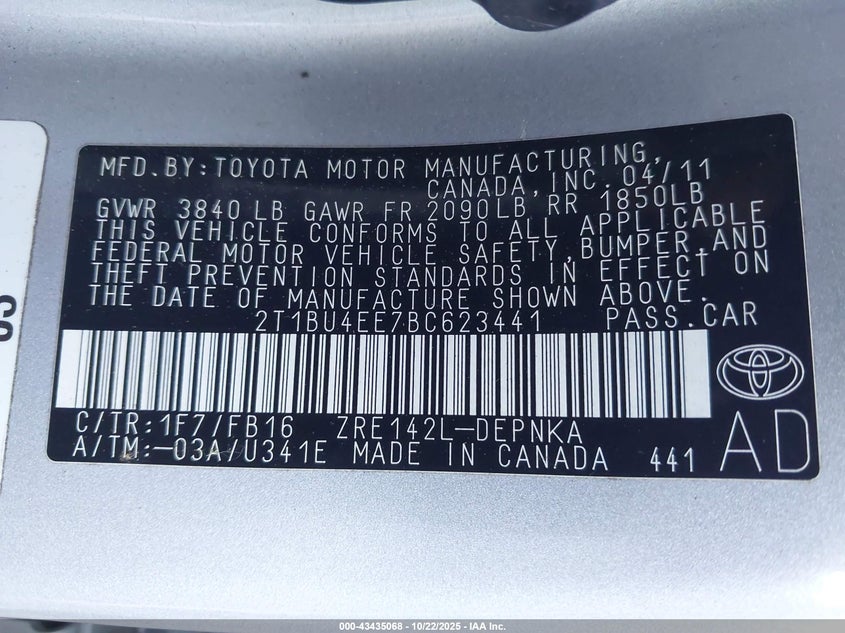 MFD.BY:TOYOTA MOTOR MANUFACTURING,
CANADA,INC. 04/11
GVWR 3840 LB GAWR FR 2090LB RR 1850LB
THIS VEHICLE CONFORMS TO ALL APPLICABLE
FEDERAL MOTOR VEHICLE SAFETY,BUMPER,AND
THEFT PREVENTION STANDARDS IN EFFECT ON
THE DATE OF MANUFACTURE SHOWN ABOVE.
2T1BU4EE7BC623441 PASS.CAR
C/TR:1F7/FB16 ZRE142L-DEPNKA
A/TM:-03A/U341E MADE IN CANADA 441
AD
000-43435068 | 10/22/2025 - IAA Inc.